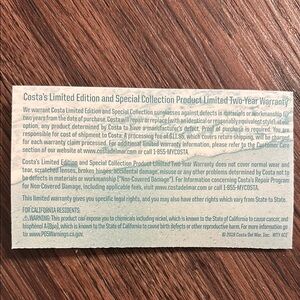 Costa's Limited Edition and Special Collection Product Limited Two-Year Warranty
We warrant Costa Limited Edition and Special Collection sunglasses against defects in materials or workmanship for
two years from the date of purchase. Costa will repair or replace (with an identical or reasonably equivalent style), at its
option, any product determined by Costa to have a manufacturer's defect. Proof of purchase is required. You are
responsible for cost of shipment to Costa. A processing fee of $11.95, which covers return shipping, will be charged
for each warranty claim processed. For additional limited warranty information, please refer to the Customer Care
section of our website at www.costadelmar.com or call 1-855-MYCOSTA.
Costa's Limited Edition and Special Collection Product Limited Two Year Warranty does not cover normal wear and
tear, scratched lenses, broken hinges, accidental damage, misuse or any other problems determined by Costa not to
be defects in materials or workmanship ("Non-Covered Damage"). For information concerning Costa's Repair Program
for Non-Covered Damage, including applicable fees, visit www.costadelmar.com or call 1-855-MYCOSTA.
This limited warranty gives you specific legal rights, and you may also have other rights which vary from State to State.
FOR CALIFORNIA RESIDENTS:
⚠WARNING: This product can expose you to chemicals including nickel, which is known to the State of California to cause cancer, and
bisphenol A (Bpa), which is known to the State of California to cause birth defects or other reproductive harm. For more information go
to www.P65Warnings.ca.gov.
© 2018 Costa Del Mar, Inc.